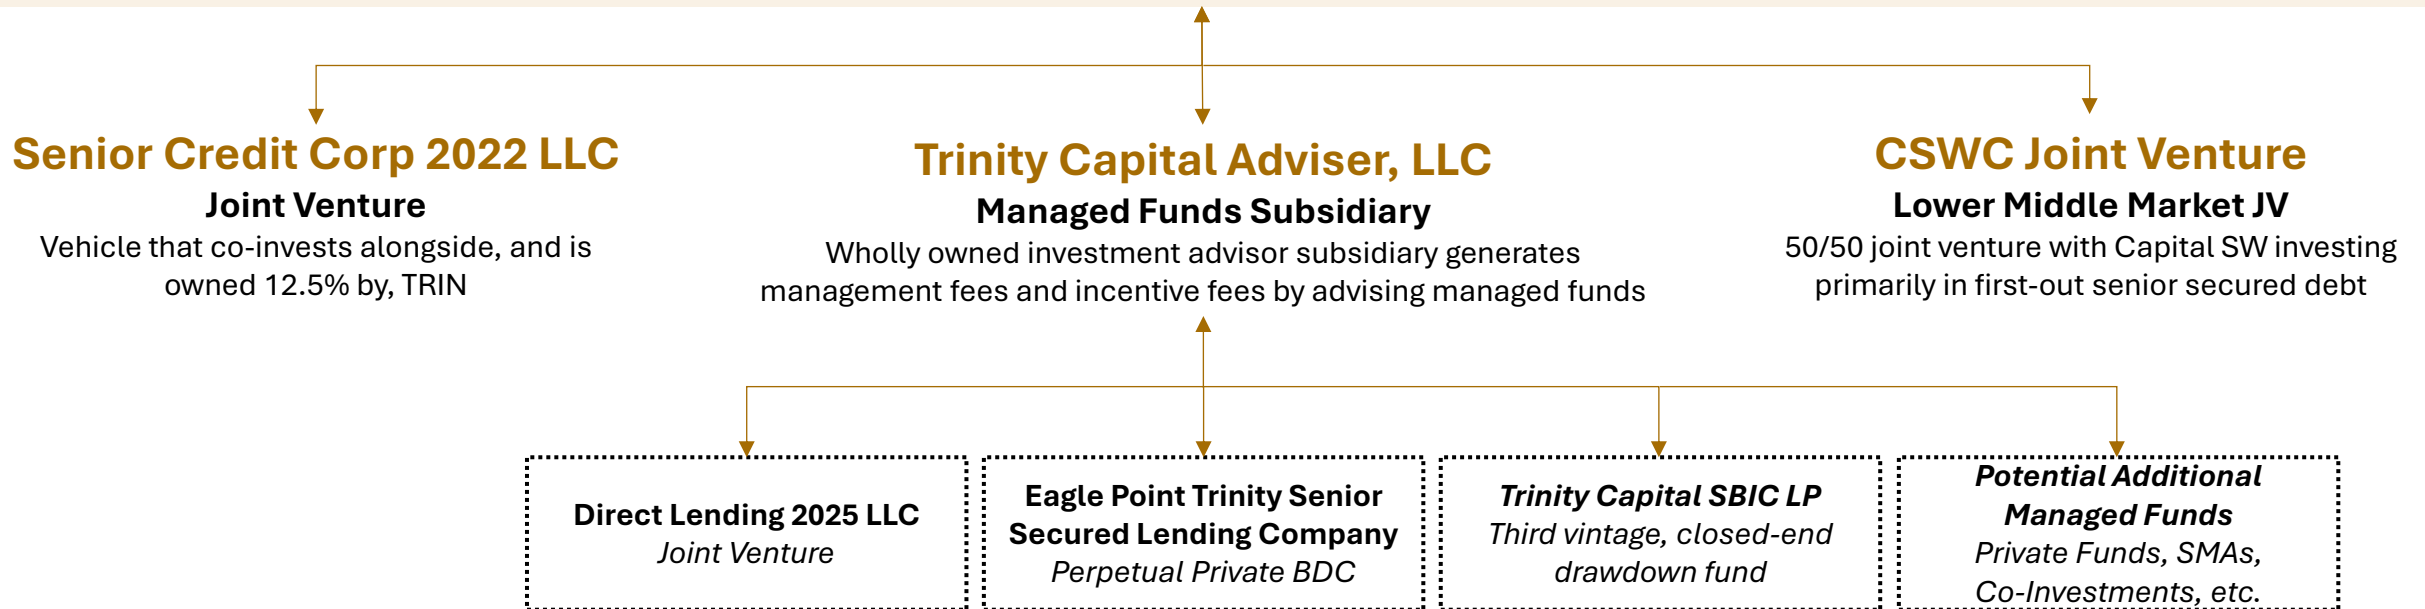 Senior Credit Corp 2022 LLC
Joint Venture
Vehicle that co-invests alongside, and is
owned 12.5% by, TRIN
Trinity Capital Adviser, LLC
Managed Funds Subsidiary
Wholly owned investment advisor subsidiary generates
management fees and incentive fees by advising managed funds
CSWC Joint Venture
Lower Middle Market JV
50/50 joint venture with Capital SW investing
primarily in first-out senior secured debt
Direct Lending 2025 LLC
Joint Venture
Eagle Point Trinity Senior
Secured Lending Company
Perpetual Private BDC
Trinity Capital SBIC LP
Third vintage, closed-end
drawdown fund
Potential Additional
Managed Funds
Private Funds, SMAs,
Co-Investments, etc.